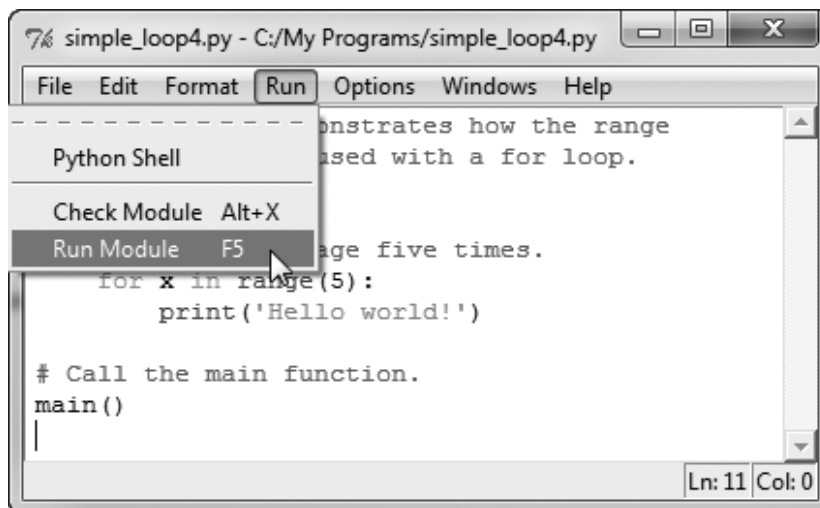 simple_loop4.py - C:/My Programs/simple_loop4.py
File Edit Format Run Options Windows Help
onstrates how the range
Python Shell
used with a for loop.
Check Module Alt+X
Run Module F5
age five times.
for x in range(5):
print('Hello world!')
# Call the main function.
main()
Ln: 11 Col: 0